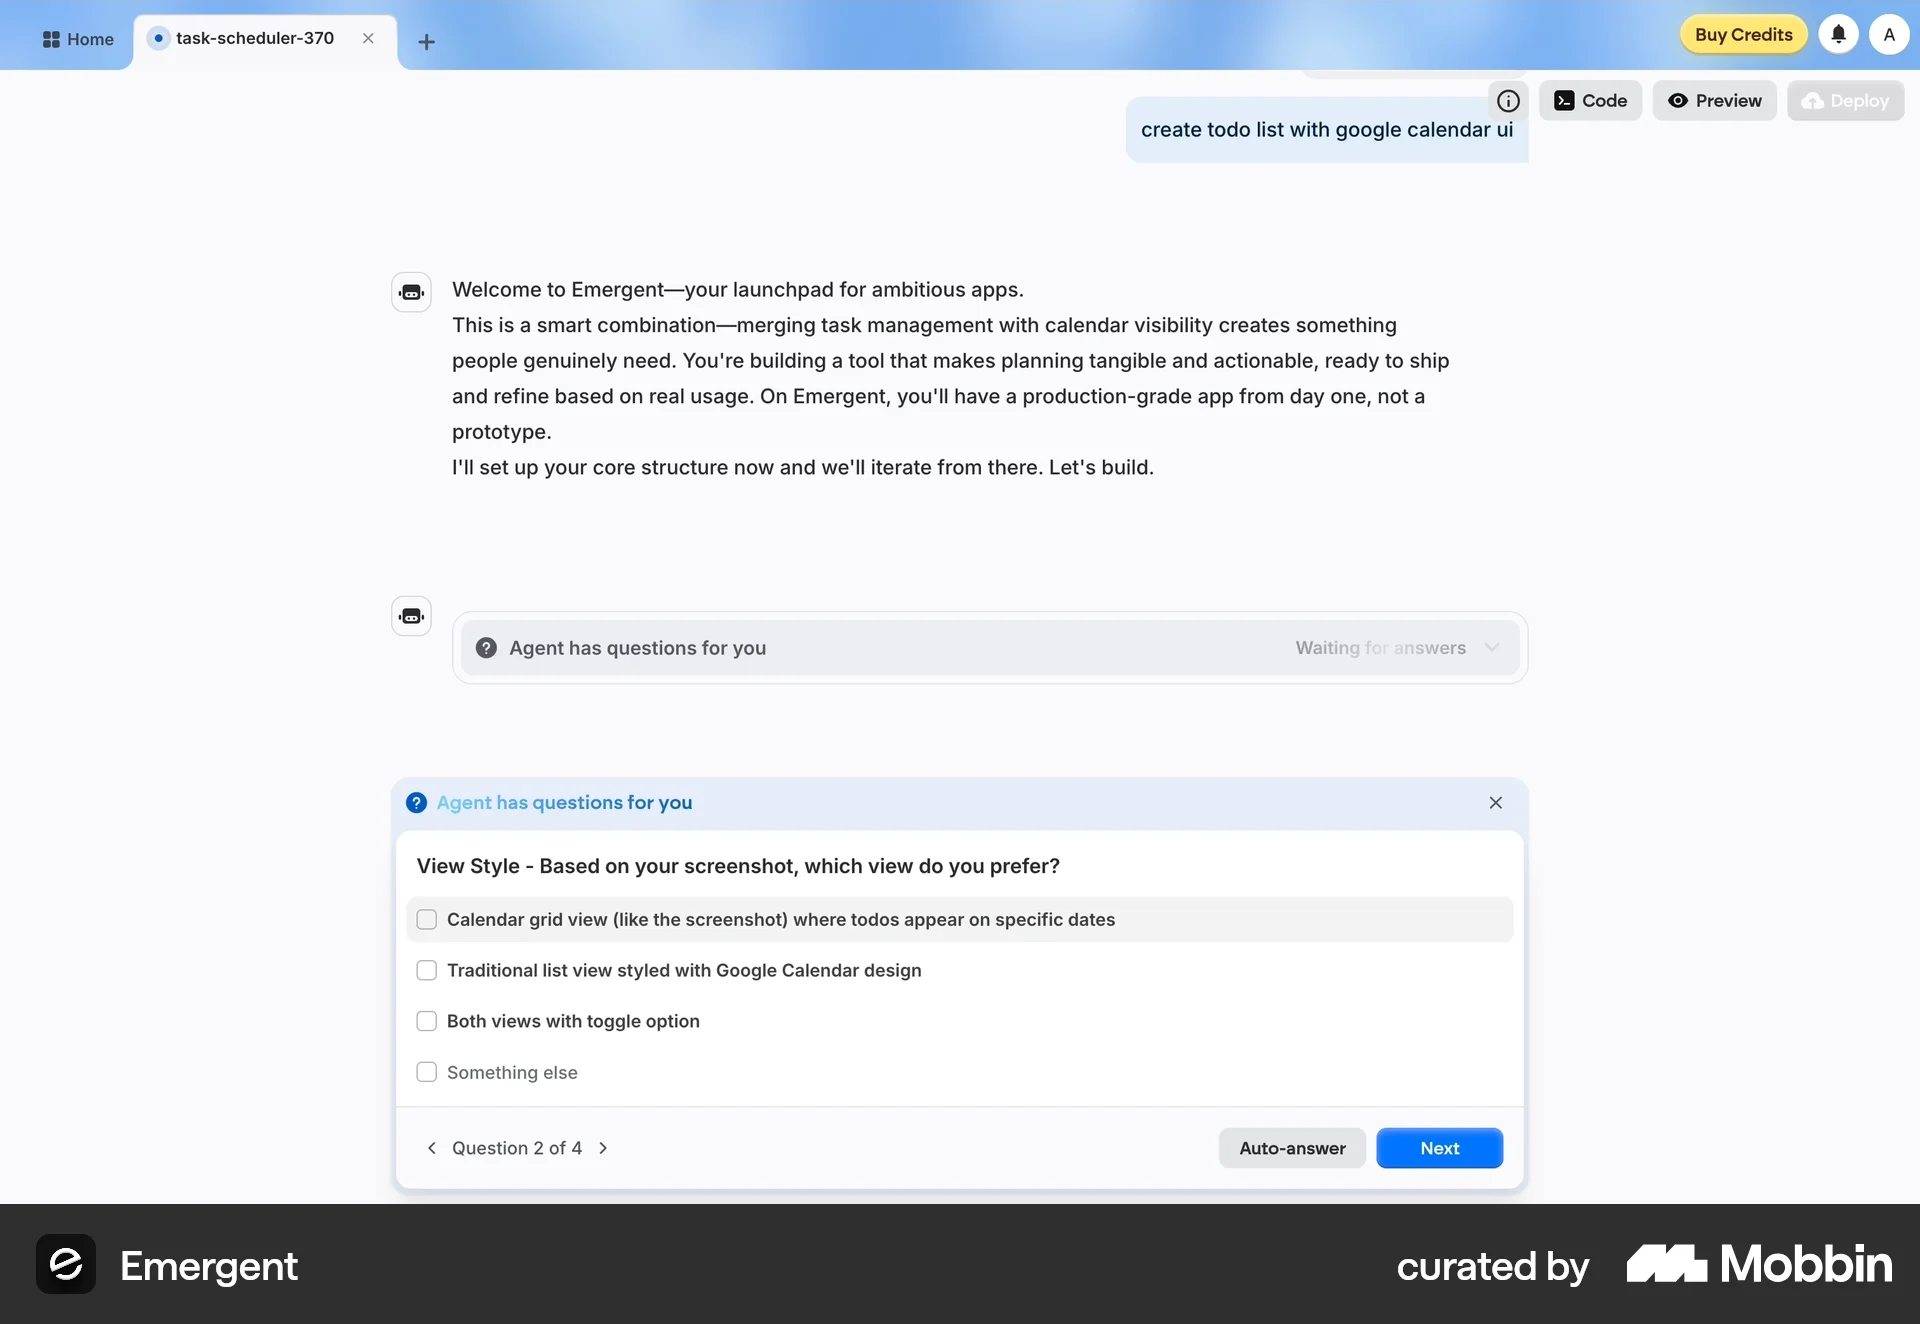 Home
task-scheduler-370
Buy Credits
A
Code
Preview
Deploy
create todo list with google calendar ui
Welcome to Emergent—your launchpad for ambitious apps.
This is a smart combination—merging task management with calendar visibility creates something
people genuinely need. You're building a tool that makes planning tangible and actionable, ready to ship
and refine based on real usage. On Emergent, you'll have a production-grade app from day one, not a
prototype.
I'll set up your core structure now and we'll iterate from there. Let's build.
Agent has questions for you
Waiting for answers
Agent has questions for you
View Style - Based on your screenshot, which view do you prefer?
Calendar grid view (like the screenshot) where todos appear on specific dates
Traditional list view styled with Google Calendar design
Both views with toggle option
Something else
Question 2 of 4
Auto-answer
Next
Emergent
curated by
Mobbin